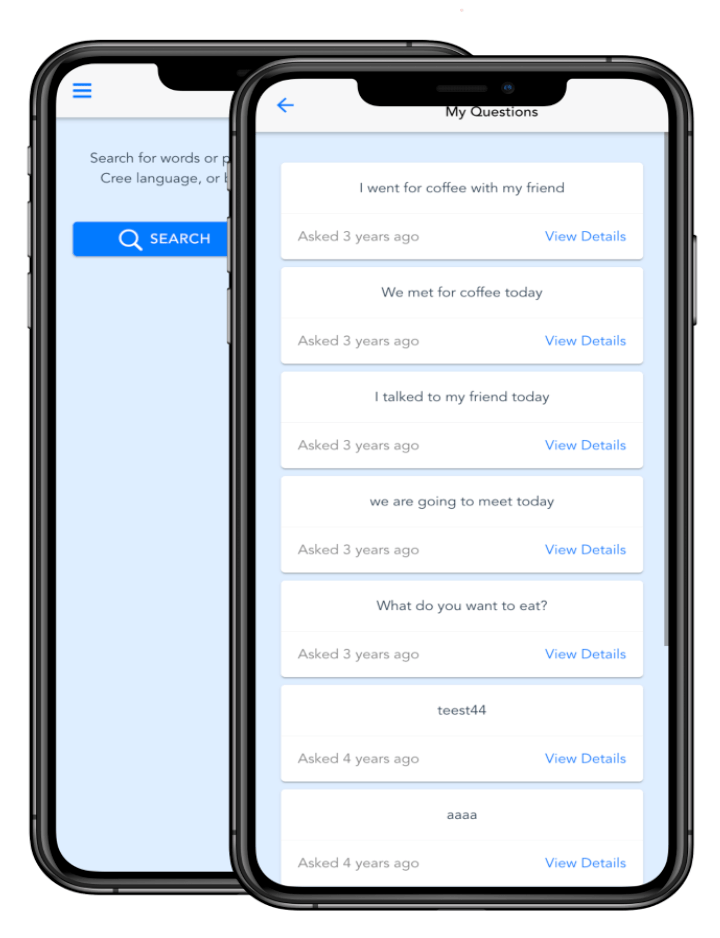 Search for words or
Cree language, or
SEARCH
My Questions
I went for coffee with my friend
Asked 3 years ago View Details
We met for coffee today
Asked 3 years ago View Details
I talked to my friend today
Asked 3 years ago View Details
we are going to meet today
Asked 3 years ago View Details
What do you want to eat?
Asked 3 years ago View Details
teest44
Asked 4 years ago View Details
aaaa
Asked 4 years ago View Details